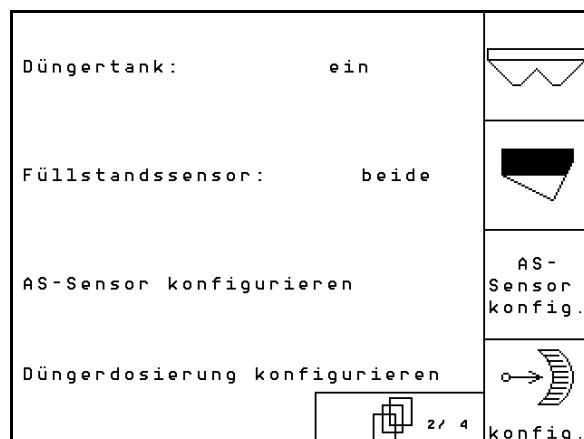 Düngertank: ein
Füllstandssensor: beide
AS-Sensor konfigurieren
AS-
Sensor
konfig.
Düngerdosierung konfigurieren
2/ 4
konfig.